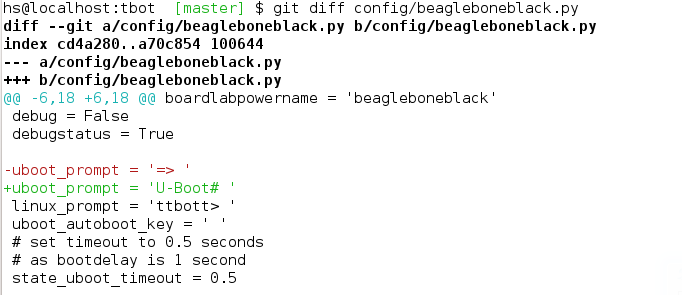 hs@localhost:tbot  [master] $ git diff config/beagleboneblack.py
diff --git a/config/beagleboneblack.py b/config/beagleboneblack.py
index cd4a280..a70c854 100644
--- a/config/beagleboneblack.py
+++ b/config/beagleboneblack.py
@@ -6,18 +6,18 @@ boardlabpowername = 'beagleboneblack'
 debug = False
 debugstatus = True

-uboot_prompt = '=> '
+uboot_prompt = 'U-Boot# '
 linux_prompt = 'ttbott> '
 uboot_autoboot_key = ' '
 # set timeout to 0.5 seconds
 # as bootdelay is 1 second
 state_uboot_timeout = 0.5